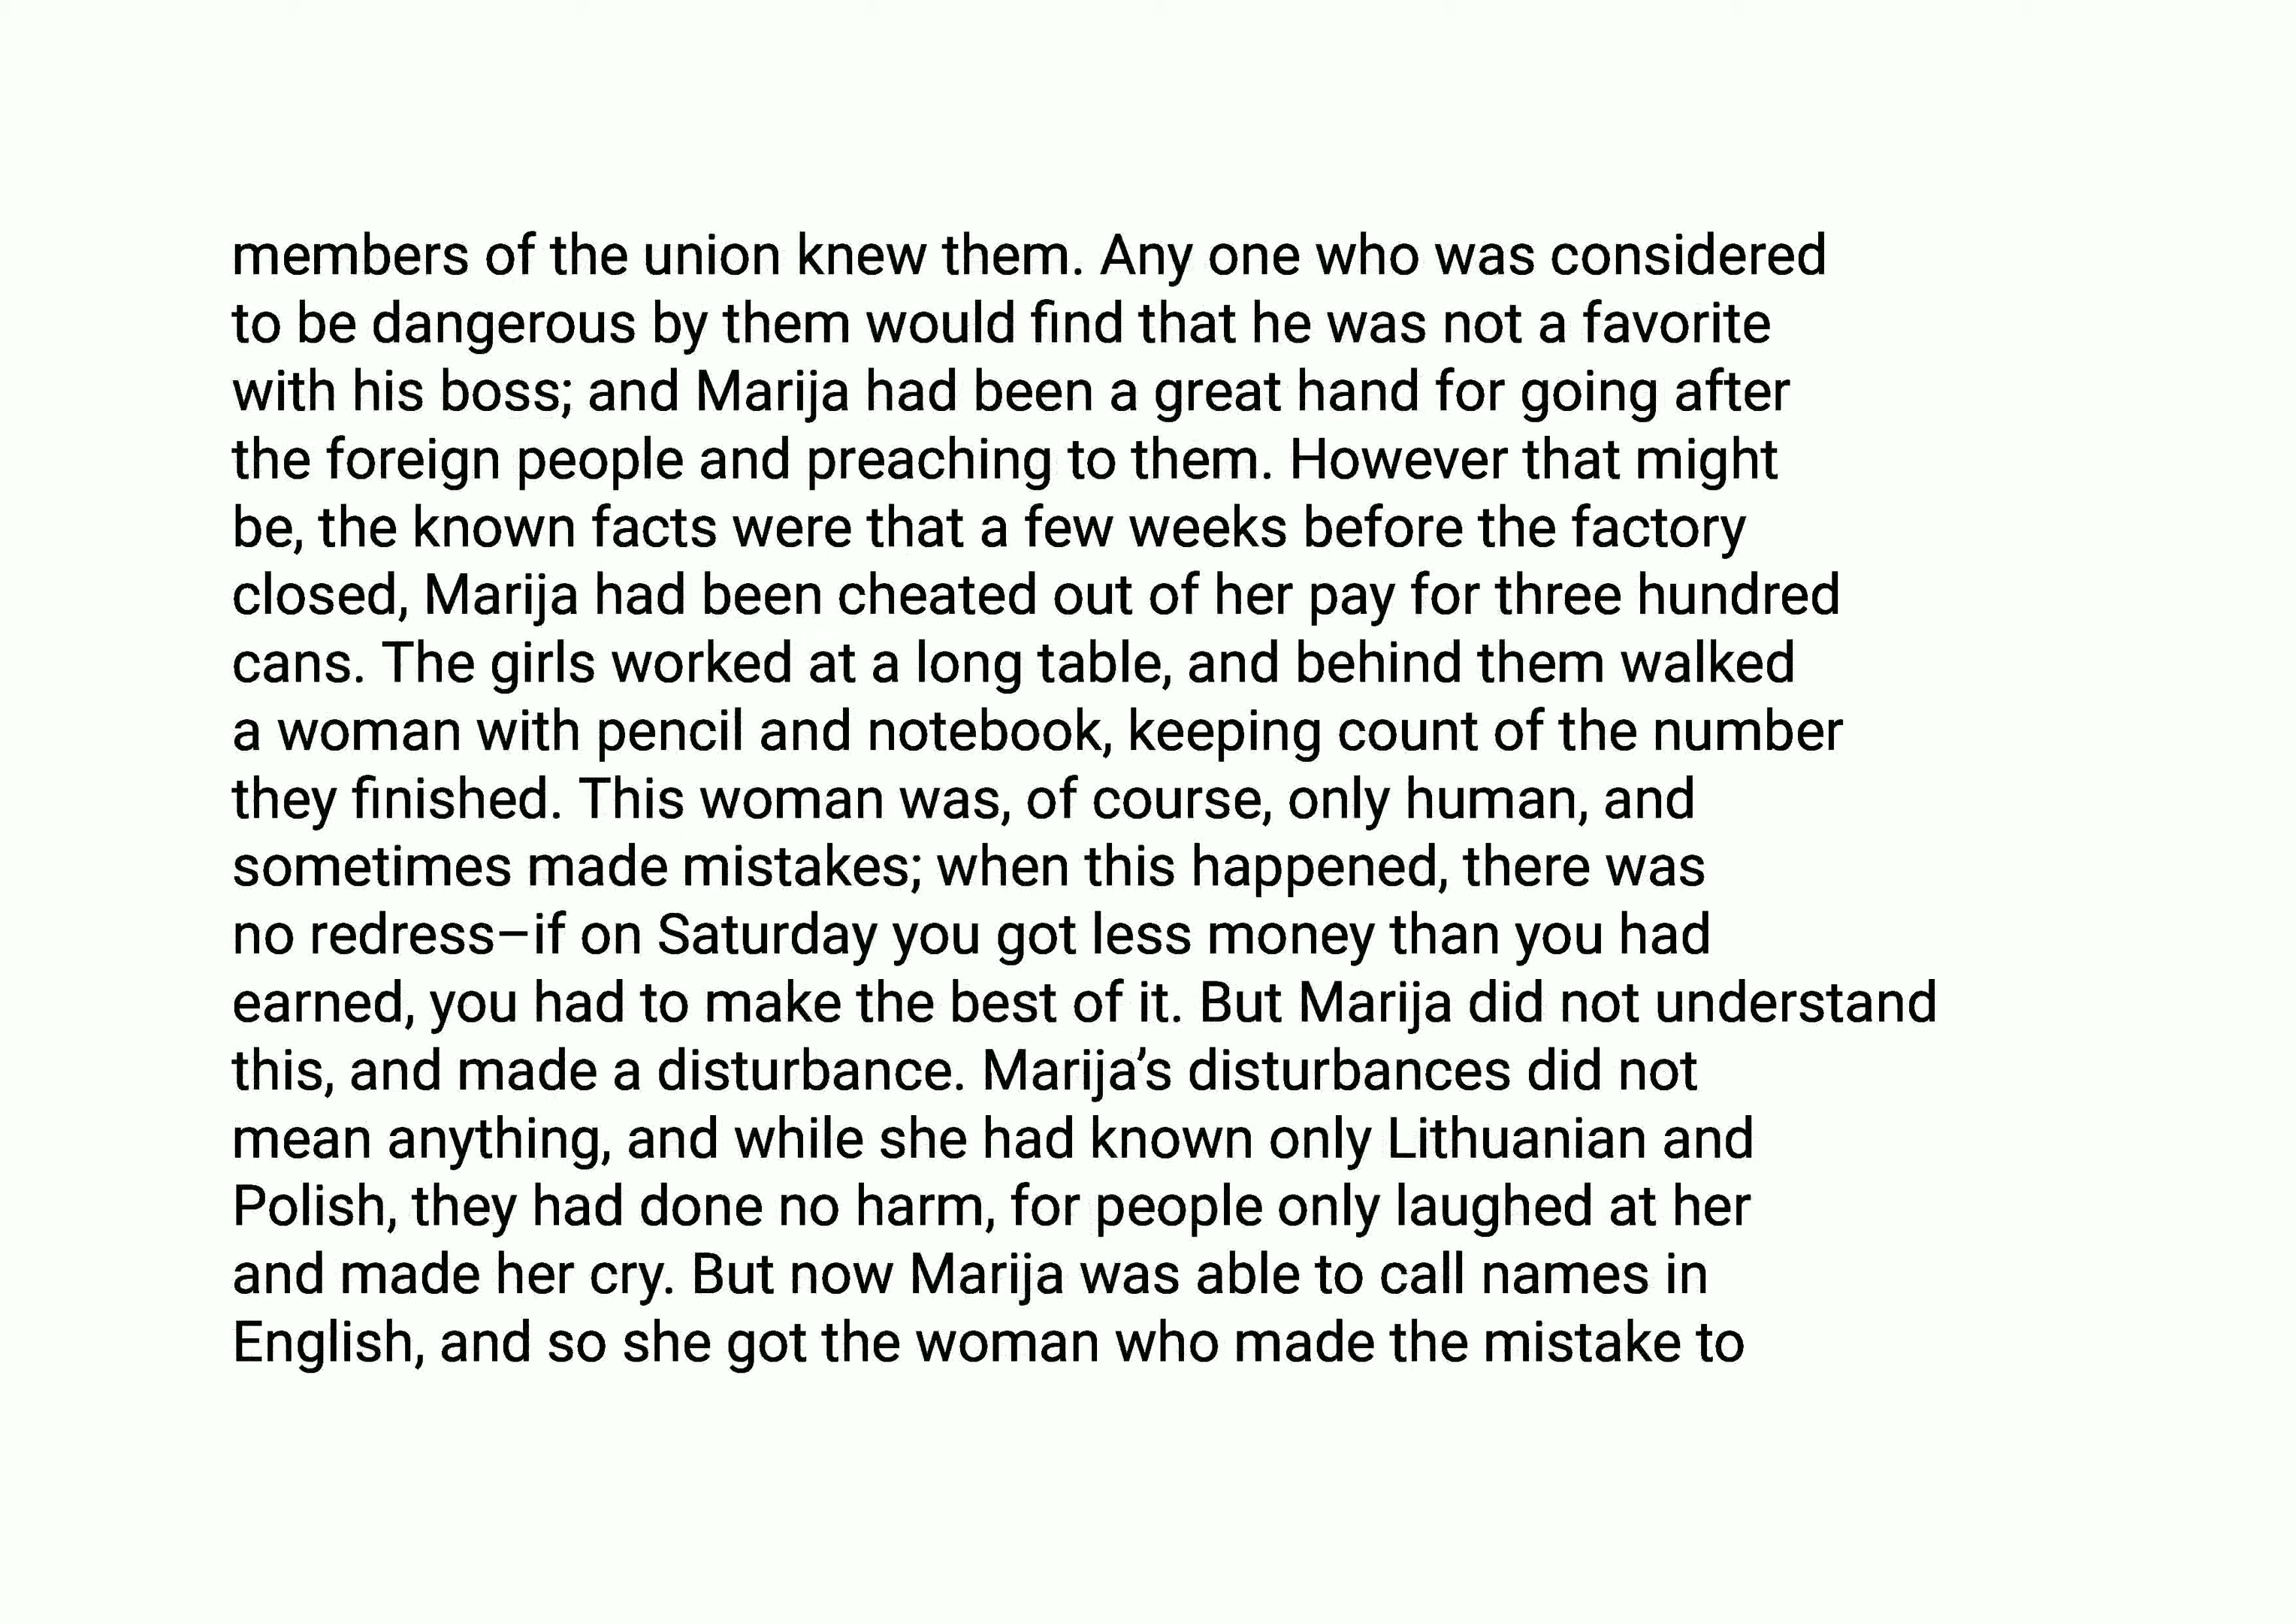 members of the union knew them. Any one who was considered
to be dangerous by them would find that he was not a favorite
with his boss; and Marija had been a great hand for going after
the foreign people and preaching to them. However that might
be, the known facts were that a few weeks before the factory
closed, Marija had been cheated out of her pay for three hundred
cans. The girls worked at a long table, and behind them walked
a woman with pencil and notebook, keeping count of the number
they finished. This woman was, of course, only human, and
sometimes made mistakes; when this happened, there was
no redress–if on Saturday you got less money than you had
earned, you had to make the best of it. But Marija did not understand
this, and made a disturbance. Marija’s disturbances did not
mean anything, and while she had known only Lithuanian and
Polish, they had done no harm, for people only laughed at her
and made her cry. But now Marija was able to call names in
English, and so she got the woman who made the mistake to